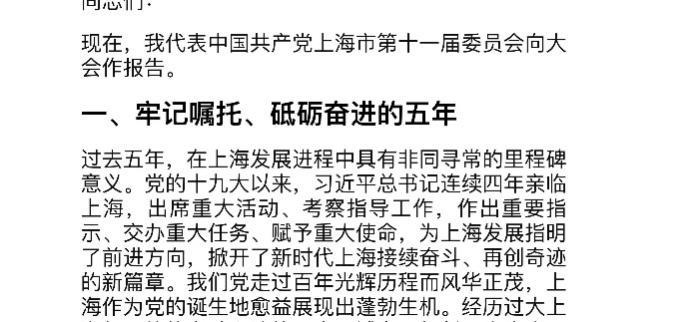 同志们：
现在，我代表中国共产党上海市第十一届委员会向大
会作报告。
一、牢记嘱托、砥砺奋进的五年
过去五年，在上海发展进程中具有非同寻常的里程碑
意义。党的十九大以来，习近平总书记连续四年亲临
上海，出席重大活动、考察指导工作，作出重要指
示、交办重大任务、赋予重大使命，为上海发展指明
了前进方向，掀开了新时代上海接续奋斗、再创奇迹
的新篇章。我们党走过百年光辉历程而风华正茂，上
海作为党的诞生地愈益展现出蓬勃生机。经历过大上